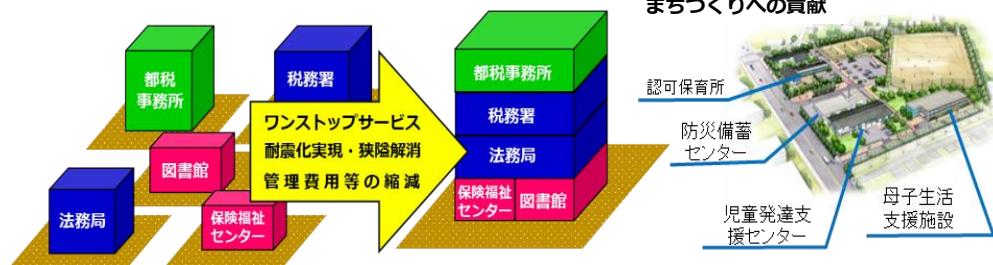 まちづくりへの貢献
都税
事務所
税務署
図書館
法務局
保険福祉
センター
ワンストップサービス
耐震化実現・狭隘解消
管理費用等の縮減
都税事務所
税務署
法務局
保険福祉
センター
図書館
認可保育所
防災備蓄
センター
児童発達支
援センター
母子生活
支援施設